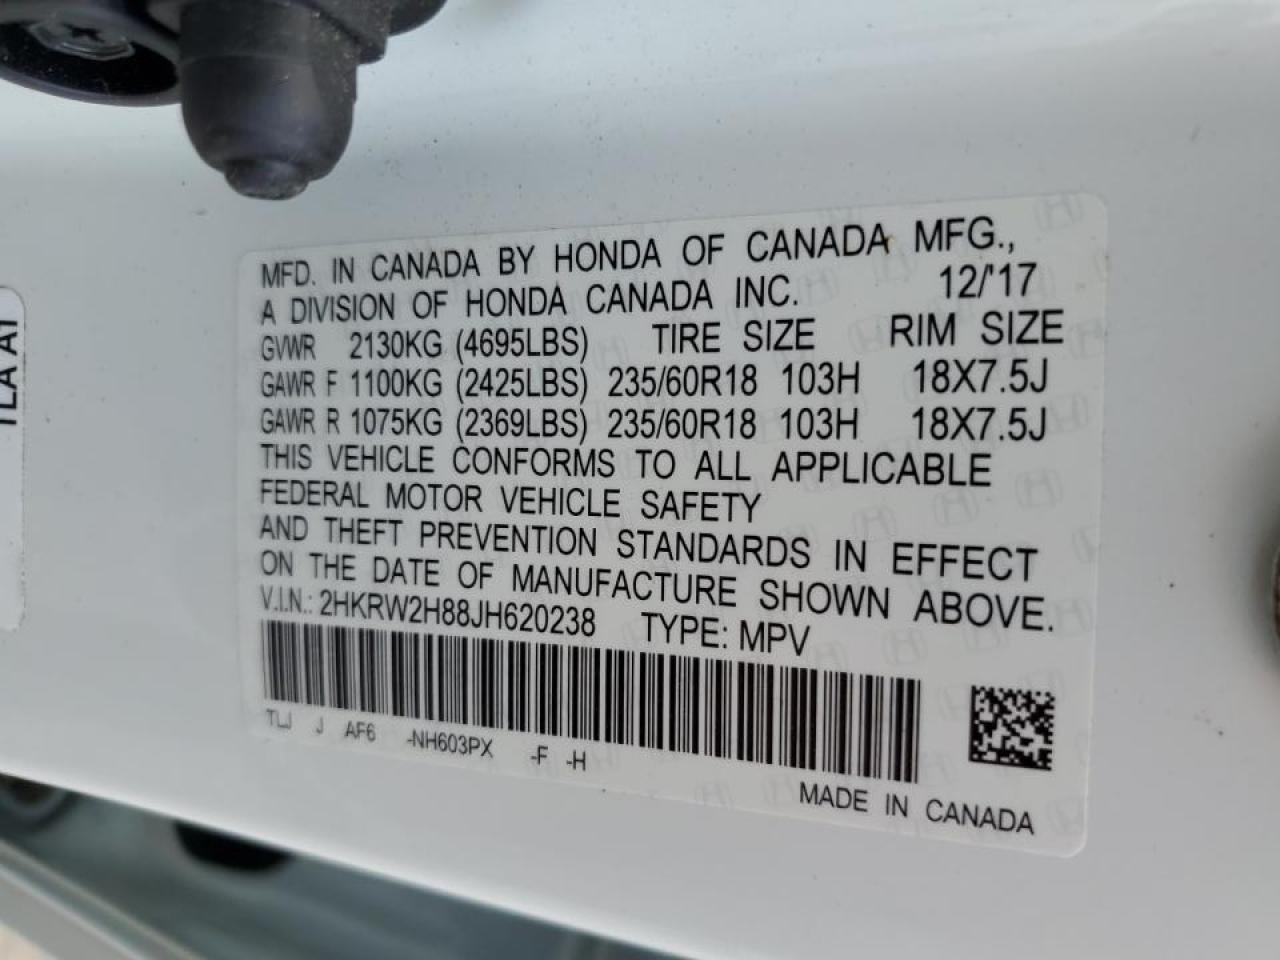 MFD. IN CANADA BY HONDA OF CANADA MFG.,
A DIVISION OF HONDA CANADA INC. 12/'17
GVWR 2130KG (4695LBS) TIRE SIZE RIM SIZE
GAWR F 1100KG (2425LBS) 235/60R18 103H 18X7.5J
GAWR R 1075KG (2369LBS) 235/60R18 103H 18X7.5J
THIS VEHICLE CONFORMS TO ALL APPLICABLE
FEDERAL MOTOR VEHICLE SAFETY
AND THEFT PREVENTION STANDARDS IN EFFECT
ON THE DATE OF MANUFACTURE SHOWN ABOVE.
V.I.N.: 2HKRW2H88JH620238 TYPE: MPV
TLJ J AF6 -NH603PX -F -H
MADE IN CANADA